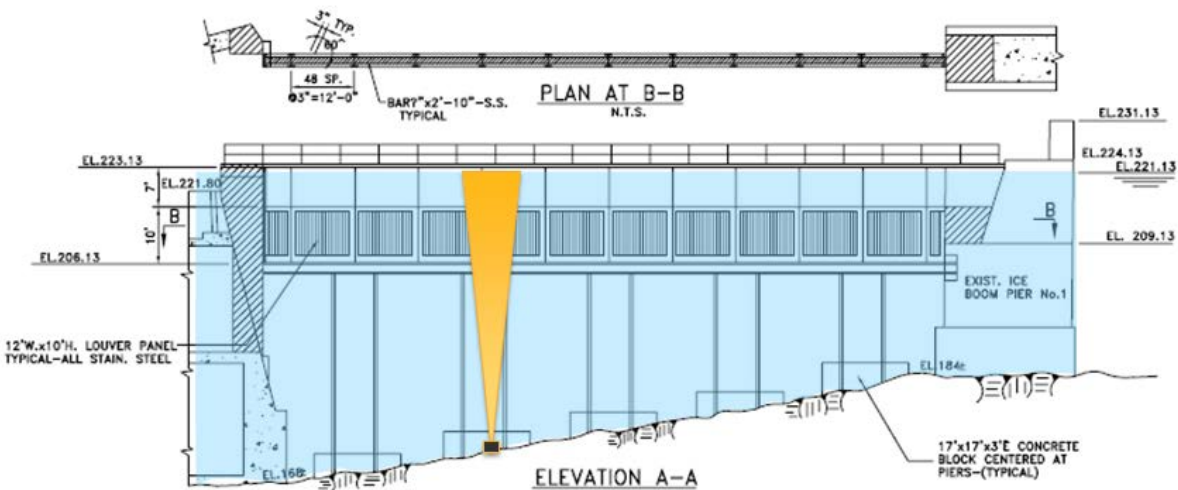 3" TYP.
60°
48 SP.
@3"=12'-0"
BAR?"x2'-10"-S.S.
TYPICAL
PLAN AT B-B
N.T.S.
EL.231.13
EL.224.13
EL.221.13
EL.223.13
EL.221.80
7'
10'
B
B
EL. 209.13
EL.206.13
EXIST. ICE
BOOM PIER No.1
12'W.x10'H. LOUVER PANEL
TYPICAL-ALL STAIN. STEEL
EL.184±
EL.168±
17'x17'x3'± CONCRETE
BLOCK CENTERED AT
PIERS-(TYPICAL)
ELEVATION A-A